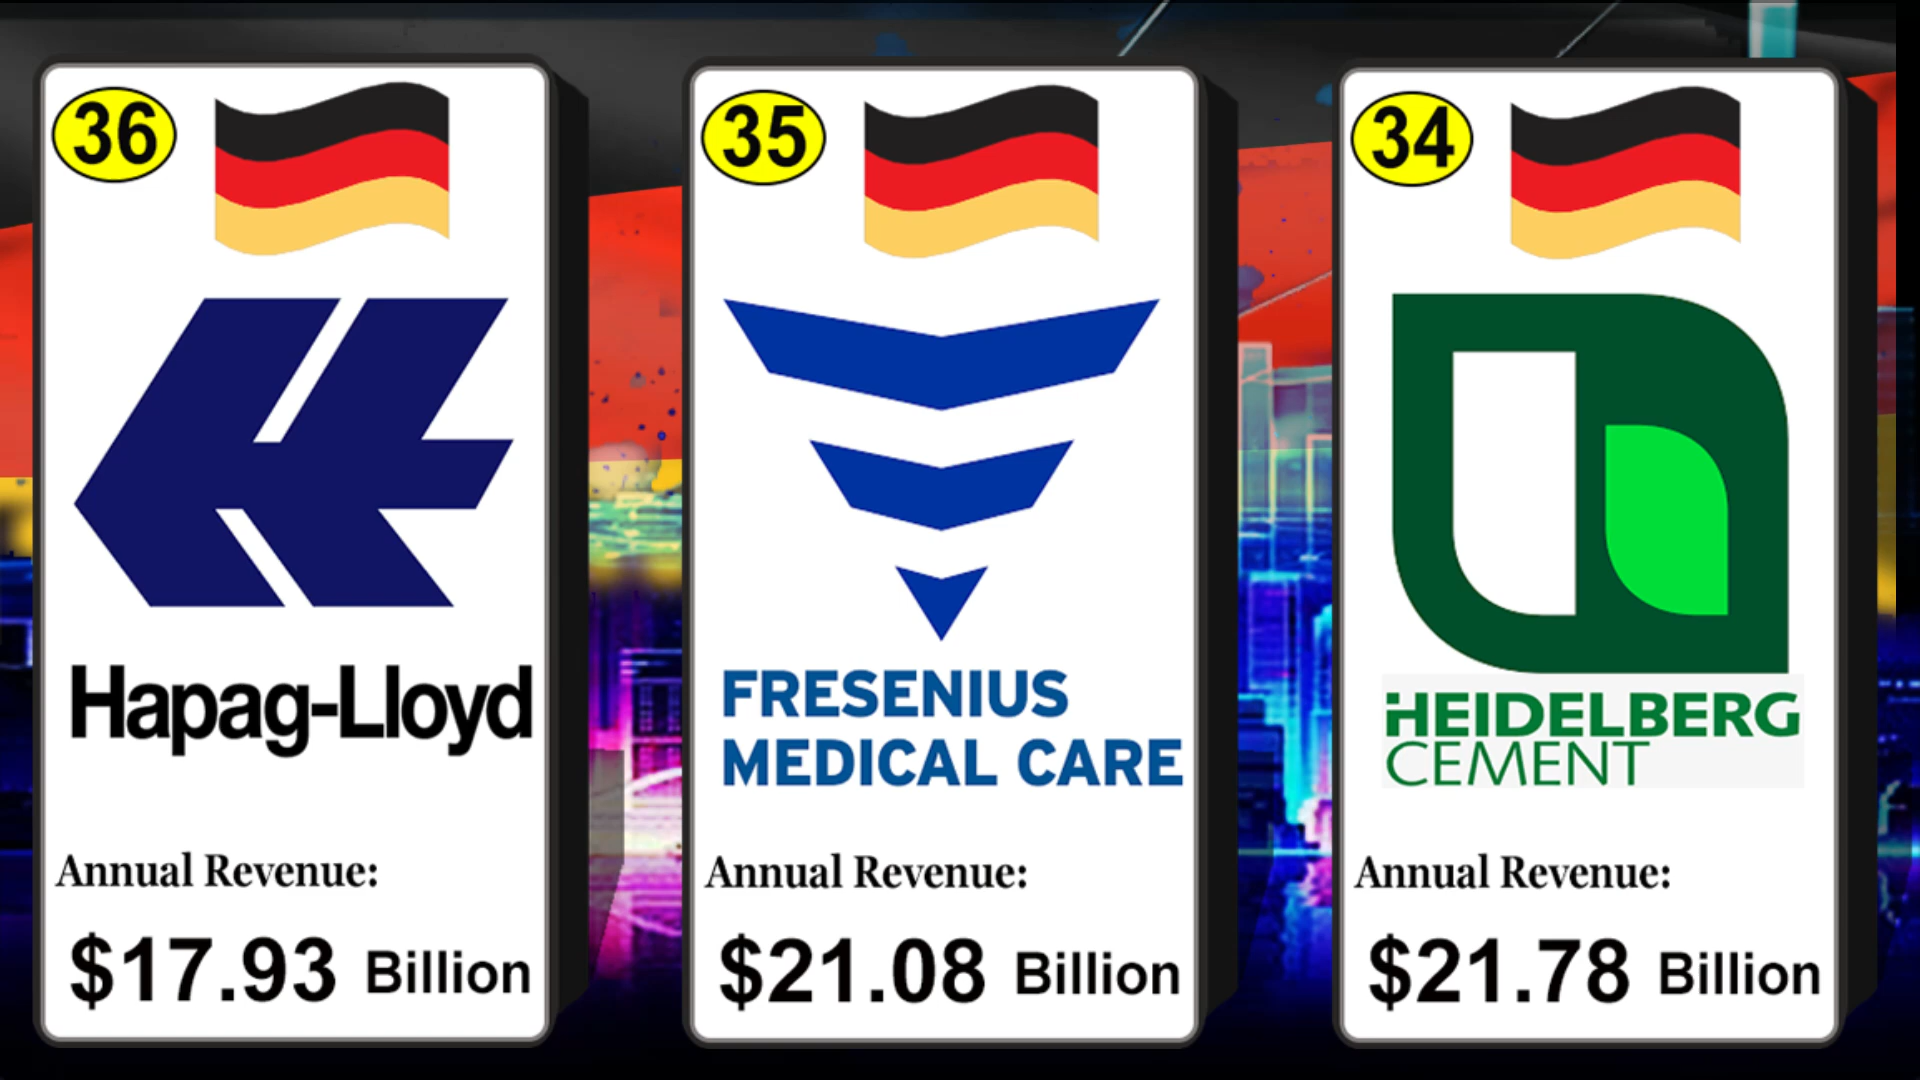 36
Hapag-Lloyd
Annual Revenue:
$17.93 Billion
35
FRESENIUS
MEDICAL CARE
Annual Revenue:
$21.08 Billion
34
HEIDELBERG
CEMENT
Annual Revenue:
$21.78 Billion